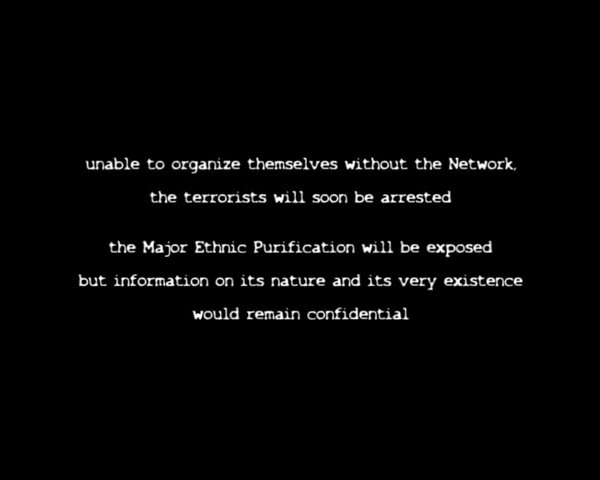 unable to organize themselves without the Network,
the terrorists will soon be arrested
the Major Ethnic Purification will be exposed
but information on its nature and its very existence
would remain confidential